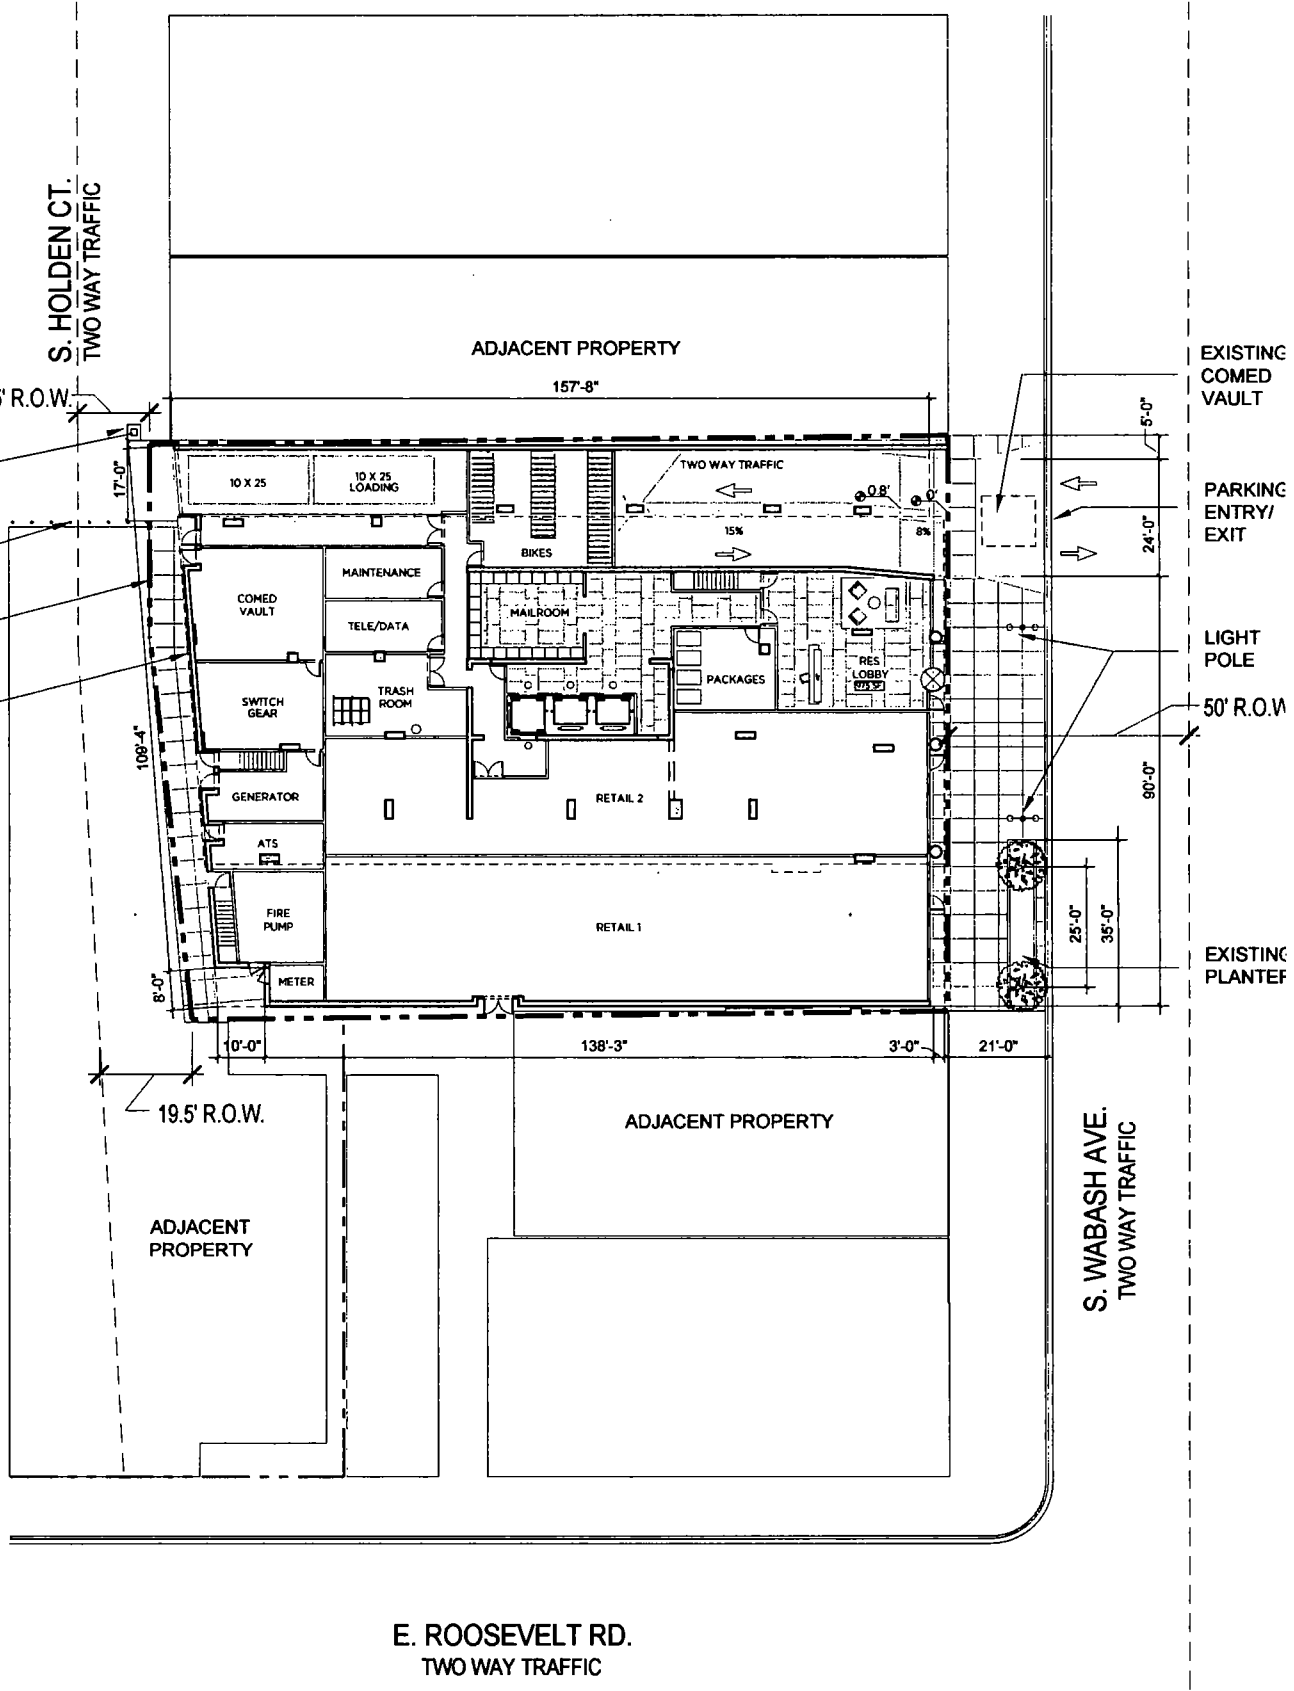 S. HOLDEN CT.
TWO WAY TRAFFIC
ADJACENT PROPERTY
157'-8"
EXISTING
COMED
VAULT
' R.O.W.
5'-0"
17'-0"
10 X 25
10 X 25
LOADING
TWO WAY TRAFFIC
0.8'
0'
15%
8%
24'-0"
PARKING
ENTRY/
EXIT
BIKES
MAINTENANCE
COMED
VAULT
TELE/DATA
MAILROOM
LIGHT
POLE
RES
LOBBY
PACKAGES
TRASH
ROOM
SWITCH
GEAR
50' R.O.W
109'-4"
GENERATOR
RETAIL 2
90'-0"
ATS
FIRE
PUMP
RETAIL 1
25'-0"
35'-0"
EXISTING
PLANTER
METER
8'-0"
10'-0"
138'-3"
3'-0"
21'-0"
19.5' R.O.W.
ADJACENT PROPERTY
ADJACENT
PROPERTY
S. WABASH AVE.
TWO WAY TRAFFIC
E. ROOSEVELT RD.
TWO WAY TRAFFIC